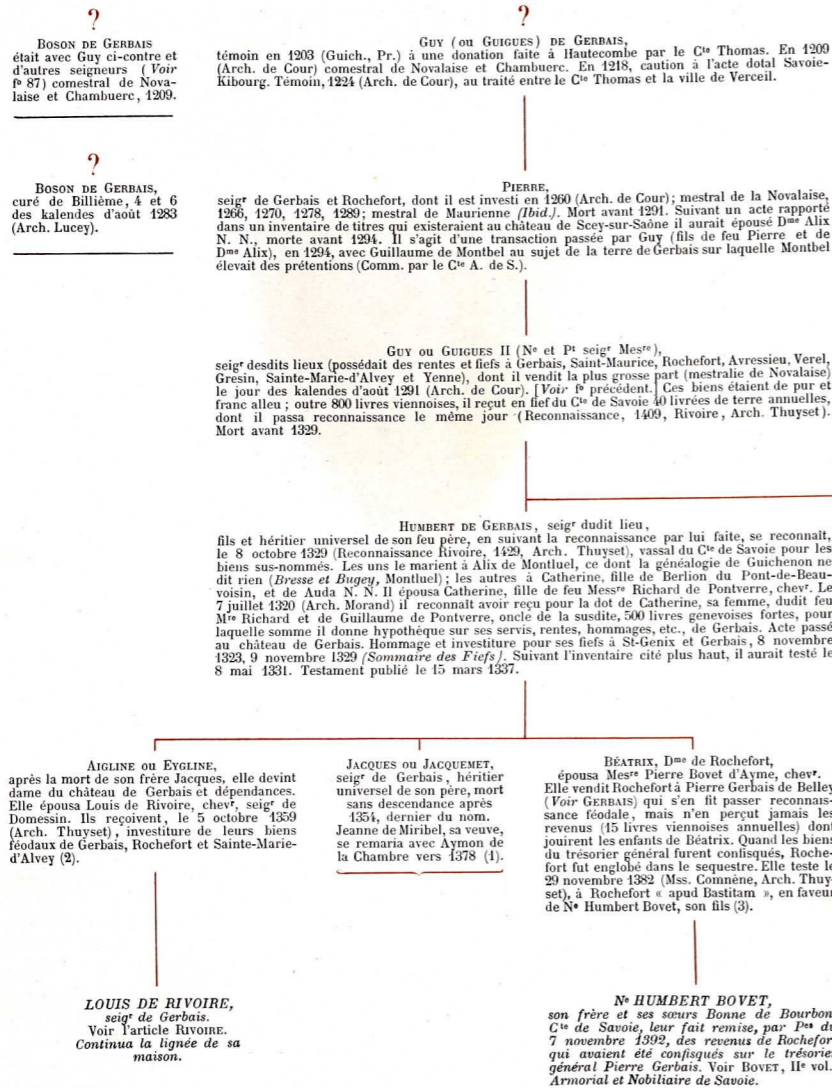 ?
BOSON DE GERBAIS
était avec Guy ci-contre et
d'autres seigneurs (Voir
fº 87) comestral de Nova-
laise et Chambuerc, 1209.
?
GUY (OU GUIGUES) DE GERBAIS,
témoin en 1203 (Guich., Pr.) à une donation faite à Hautecombe par le Cte Thomas. En 1209
(Arch. de Cour) comestral de Novalaise et Chambuerc. En 1218, caution à l'acte dotal Savoie-
Kibourg. Témoin, 1224 (Arch. de Cour), au traité entre le Cte Thomas et la ville de Verceil.
?
BOSON DE GERBAIS,
curé de Billième, 4 et 6
des kalendes d'août 1283
(Arch. Lucey).
PIERRE,
seigr de Gerbais et Rochefort, dont il est investi en 1260 (Arch. de Cour); mestral de la Novalaise,
1266, 1270, 1278, 1289; mestral de Maurienne (Ibid.). Mort avant 1291. Suivant un acte rapporté
dans un inventaire de titres qui existeraient au château de Scey-sur-Saône il aurait épousé Dme Alix
N. N., morte avant 1294. Il s'agit d'une transaction passée par Guy (fils de feu Pierre et de
Dme Alix), en 1294, avec Guillaume de Montbel au sujet de la terre de Gerbais sur laquelle Montbel
élevait des prétentions (Comm. par le Cte A. de S.).
GUY OU GUIGUES II (Ne et Pt seigr Mesre),
seigr desdits lieux (possédait des rentes et fiefs à Gerbais, Saint-Maurice, Rochefort, Avressieu, Verel,
Gresin, Sainte-Marie-d'Alvey et Yenne), dont il vendit la plus grosse part (mestralie de Novalaise)
le jour des kalendes d'août 1291 (Arch. de Cour). [Voir fº précédent.] Ces biens étaient de pur et
franc alleu ; outre 800 livres viennoises, il reçut en fief du Cte de Savoie 40 livrées de terre annuelles,
dont il passa reconnaissance le même jour (Reconnaissance, 1409, Rivoire, Arch. Thuyset).
Mort avant 1329.
HUMBERT DE GERBAIS, seigr dudit lieu,
fils et héritier universel de son feu père, en suivant la reconnaissance par lui faite, se reconnaît,
le 8 octobre 1329 (Reconnaissance Rivoire, 1429, Arch. Thuyset), vassal du Cte de Savoie pour les
biens sus-nommés. Les uns le marient à Alix de Montluel, ce dont la généalogie de Guichenon ne
dit rien (Bresse et Bugey, Montluel) ; les autres à Catherine, fille de Berlion du Pont-de-Beau-
voisin, et de Auda N. N. Il épousa Catherine, fille de feu Messre Richard de Pontverre, chevr. Le
7 juillet 1320 (Arch. Morand) il reconnaît avoir reçu pour la dot de Catherine, sa femme, dudit feu
Mre Richard et de Guillaume de Pontverre, oncle de la susdite, 500 livres genevoises fortes, pour
laquelle somme il donne hypothèque sur ses servis, rentes, hommages, etc., de Gerbais. Acte passé
au château de Gerbais. Hommage et investiture pour ses fiefs à St-Genix et Gerbais, 8 novembre
1323, 9 novembre 1329 (Sommaire des Fiefs). Suivant l'inventaire cité plus haut, il aurait testé le
8 mai 1331. Testament publié le 15 mars 1337.
AIGLINE OU EYGLINE,
après la mort de son frère Jacques, elle devint
dame du château de Gerbais et dépendances.
Elle épousa Louis de Rivoire, chevr, seigr de
Domessin. Ils reçoivent, le 5 octobre 1359
(Arch. Thuyset), investiture de leurs biens
féodaux de Gerbais, Rochefort et Sainte-Marie-
d'Alvey (2).
JACQUES OU JACQUEMET,
seigr de Gerbais, héritier
universel de son père, mort
sans descendance après
1354, dernier du nom.
Jeanne de Miribel, sa veuve,
se remaria avec Aymon de
la Chambre vers 1378 (1).
BÉATRIX, Dme de Rochefort,
épousa Mesre Pierre Bovet d'Ayme, chevr.
Elle vendit Rochefort à Pierre Gerbais de Belley
(Voir GERBAIS) qui s'en fit passer reconnais-
sance féodale, mais n'en perçut jamais les
revenus (15 livres viennoises annuelles) dont
jouirent les enfants de Béatrix. Quand les biens
du trésorier général furent confisqués, Roche-
fort fut englobé dans le sequestre. Elle teste le
29 novembre 1382 (Mss. Comnène, Arch. Thuy-
set), à Rochefort « apud Bastitam », en faveur
de Ne Humbert Bovet, son fils (3).
LOUIS DE RIVOIRE,
seigr de Gerbais.
Voir l'article RIVOIRE.
Continua la lignée de sa
maison.
Ne HUMBERT BOVET,
son frère et ses sœurs Bonne de Bourbon
Cte de Savoie, leur fait remise, par Pes du
7 novembre 1392, des revenus de Rochefor
qui avaient été confisqués sur le trésorier
général Pierre Gerbais. Voir BOVET, IIe vol.
Armorial et Nobiliaire de Savoie.